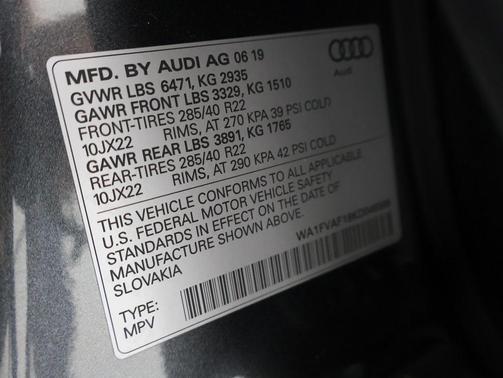 MFD. BY AUDI AG 06 19
GVWR LBS 6471, KG 2935
GAWR FRONT LBS 3329, KG 1510
FRONT-TIRES 285/40 R22
10JX22 RIMS, AT 270 KPA 39 PSI COLD
GAWR REAR LBS 3891, KG 1765
REAR-TIRES 285/40 R22
10JX22 RIMS, AT 290 KPA 42 PSI COLD
THIS VEHICLE CONFORMS TO ALL APPLICABLE
U.S. FEDERAL MOTOR VEHICLE SAFETY
STANDARDS IN EFFECT ON THE DATE OF
MANUFACTURE SHOWN ABOVE.
SLOVAKIA
TYPE:
MPV
Audi